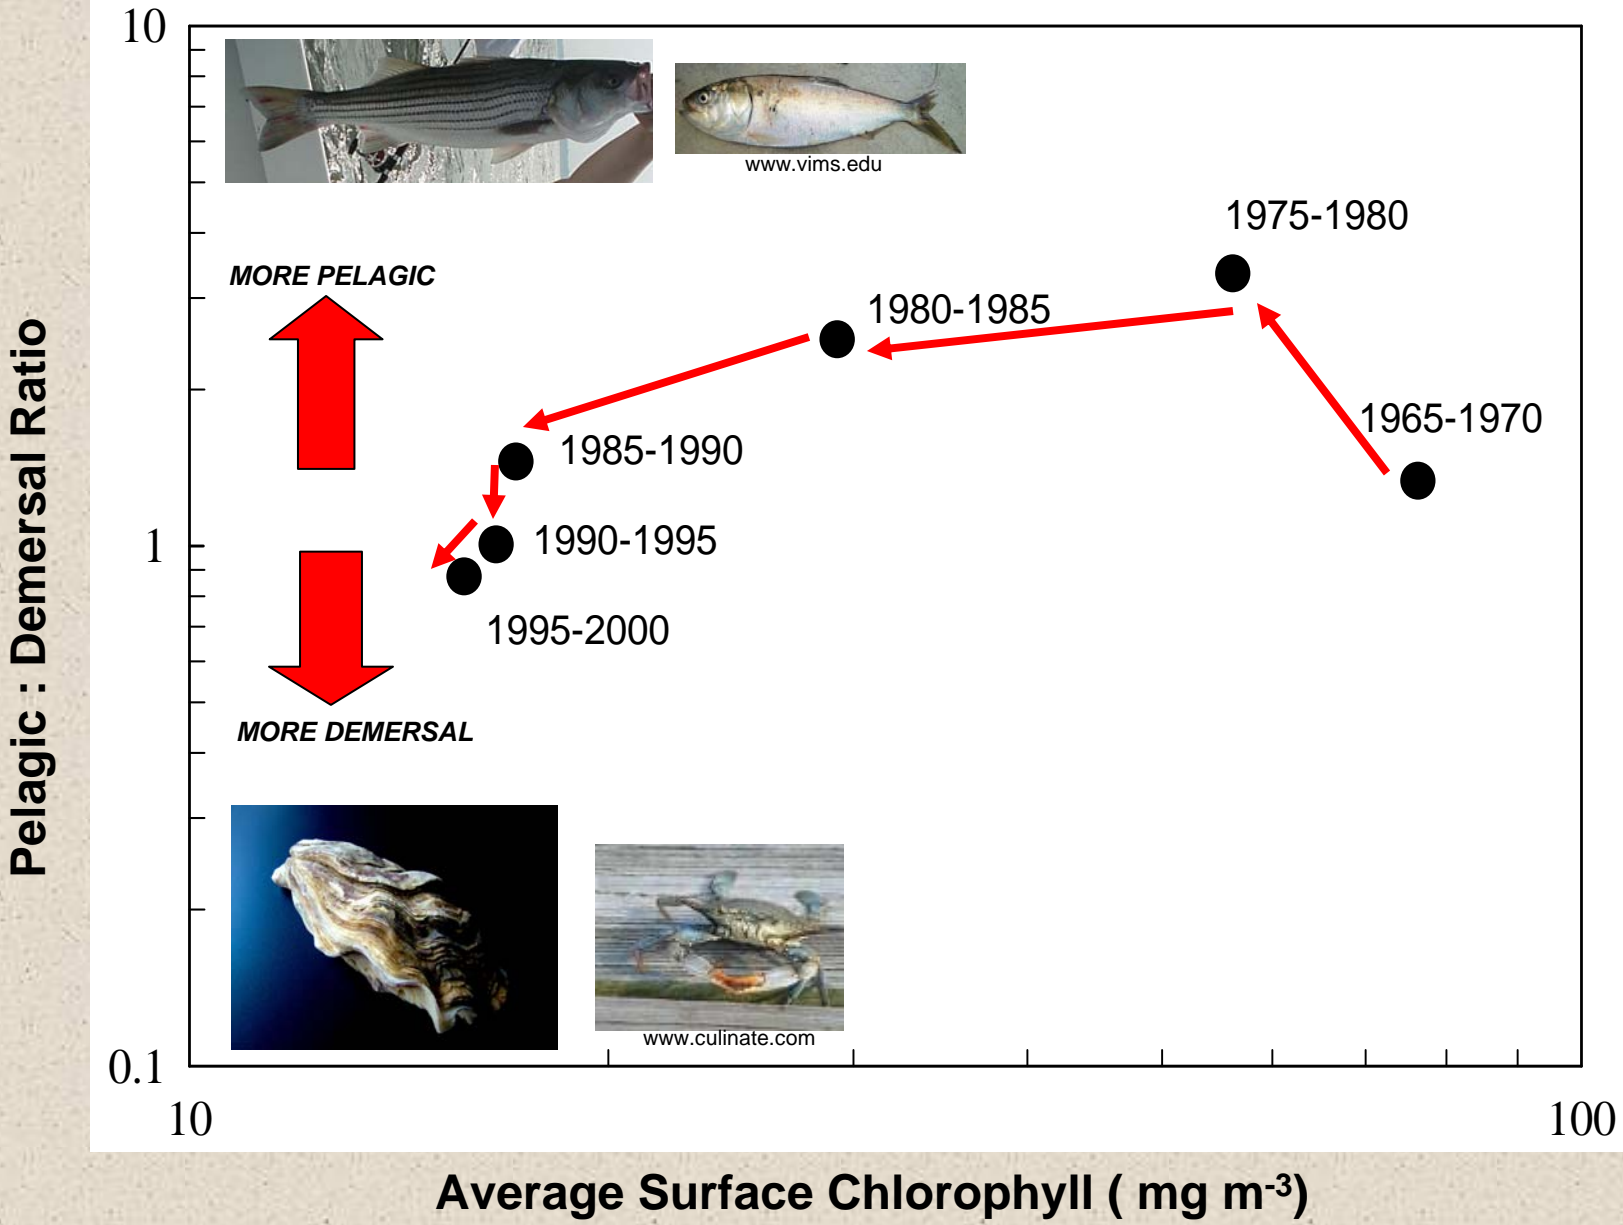 10
www.vims.edu
1975-1980
MORE PELAGIC
1980-1985
1965-1970
1985-1990
1990-1995
1
1995-2000
MORE DEMERSAL
Pelagic : Demersal Ratio
www.culinate.com
0.1
10
100
Average Surface Chlorophyll ( mg m⁻³)